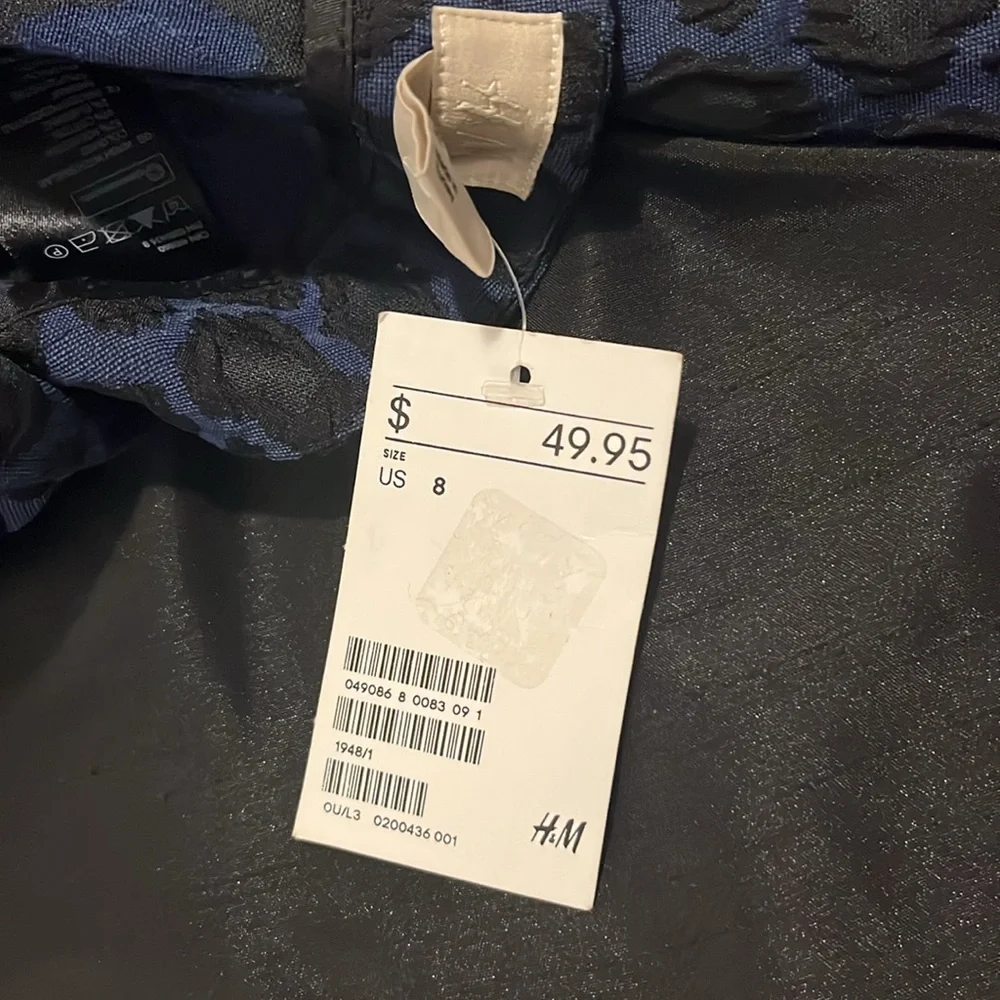 $ 49.95
SIZE
US 8
049086 8 0083 09 1
1948/1
OU/L3 0200436 001
H&M
P